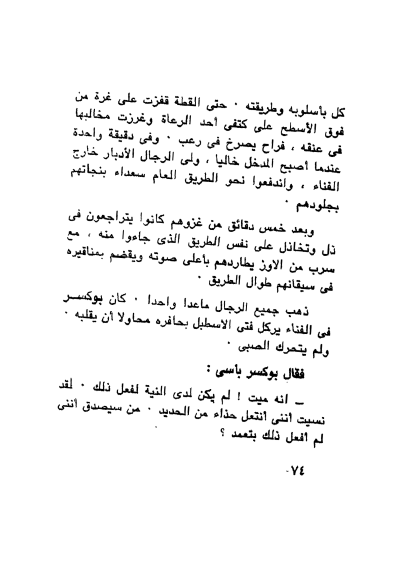 كل بأسلوبه وطريقته · حتى القطة قفزت على غرة من
فوق الأسطح على كتفى أحد الرعاة وغرزت مخالبها
فى عنقه ، فراح يصرخ فى رعب · وفى دقيقة واحدة
عندما أصبح المدخل خاليا ، ولى الرجال الأدبار خارج
الفناء ، واندفعوا نحو الطريق العام سعداء بنجاتهم
بجلودهم ·
وبعد خمس دقائق من غزوهم كانوا يتراجعون فى
ذل وتخاذل على نفس الطريق الذى جاءوا منه ، مع
سرب من الاوز يطاردهم بأعلى صوته ويقضم بمناقيره
فى سيقانهم طوال الطريق ·
ذهب جميع الرجال ماعدا واحدا · كان بوكسر
فى الفناء يركل فتى الاسطبل بحافره محاولا أن يقلبه ·
ولم يتحرك الصبى ·
فقال بوكسر بأسى :
– انه ميت ! لم يكن لدى النية لفعل ذلك · لقد
نسيت أننى أنتعل حذاء من الحديد · من سيصدق أننى
لم أفعل ذلك بتعمد ؟
٧٤